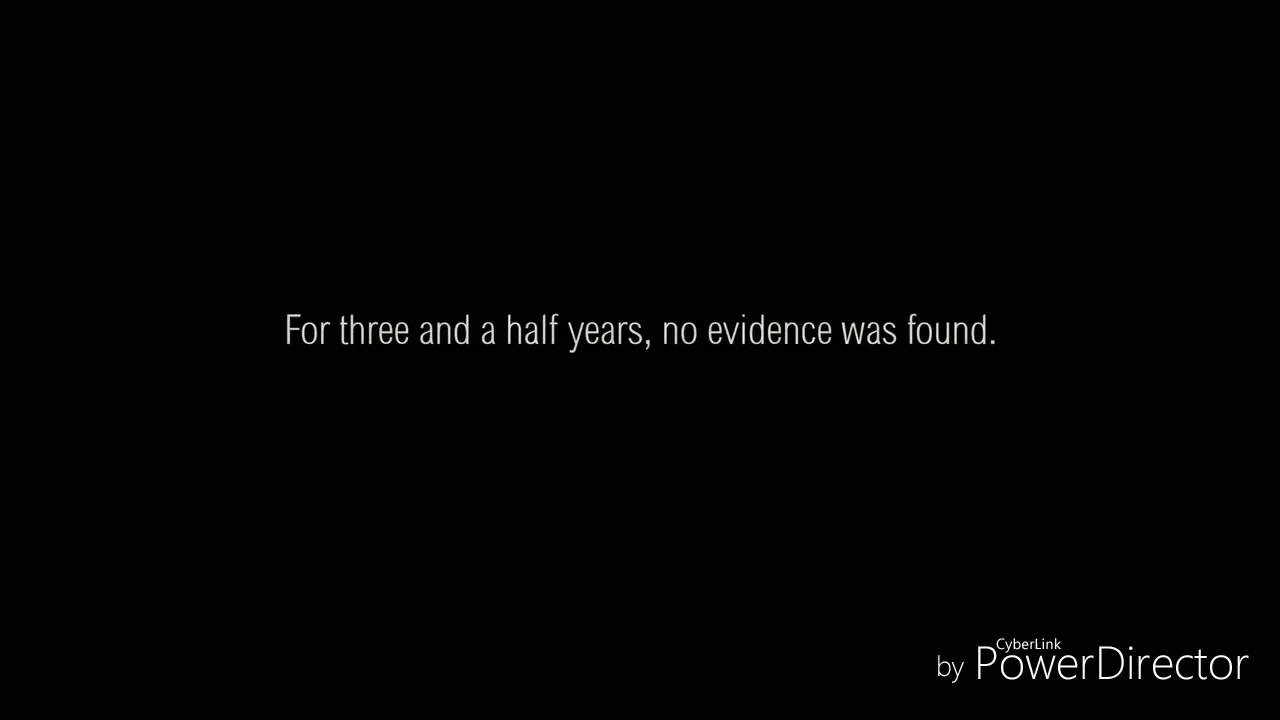 For three and a half years, no evidence was found.
CyberLink
by PowerDirector